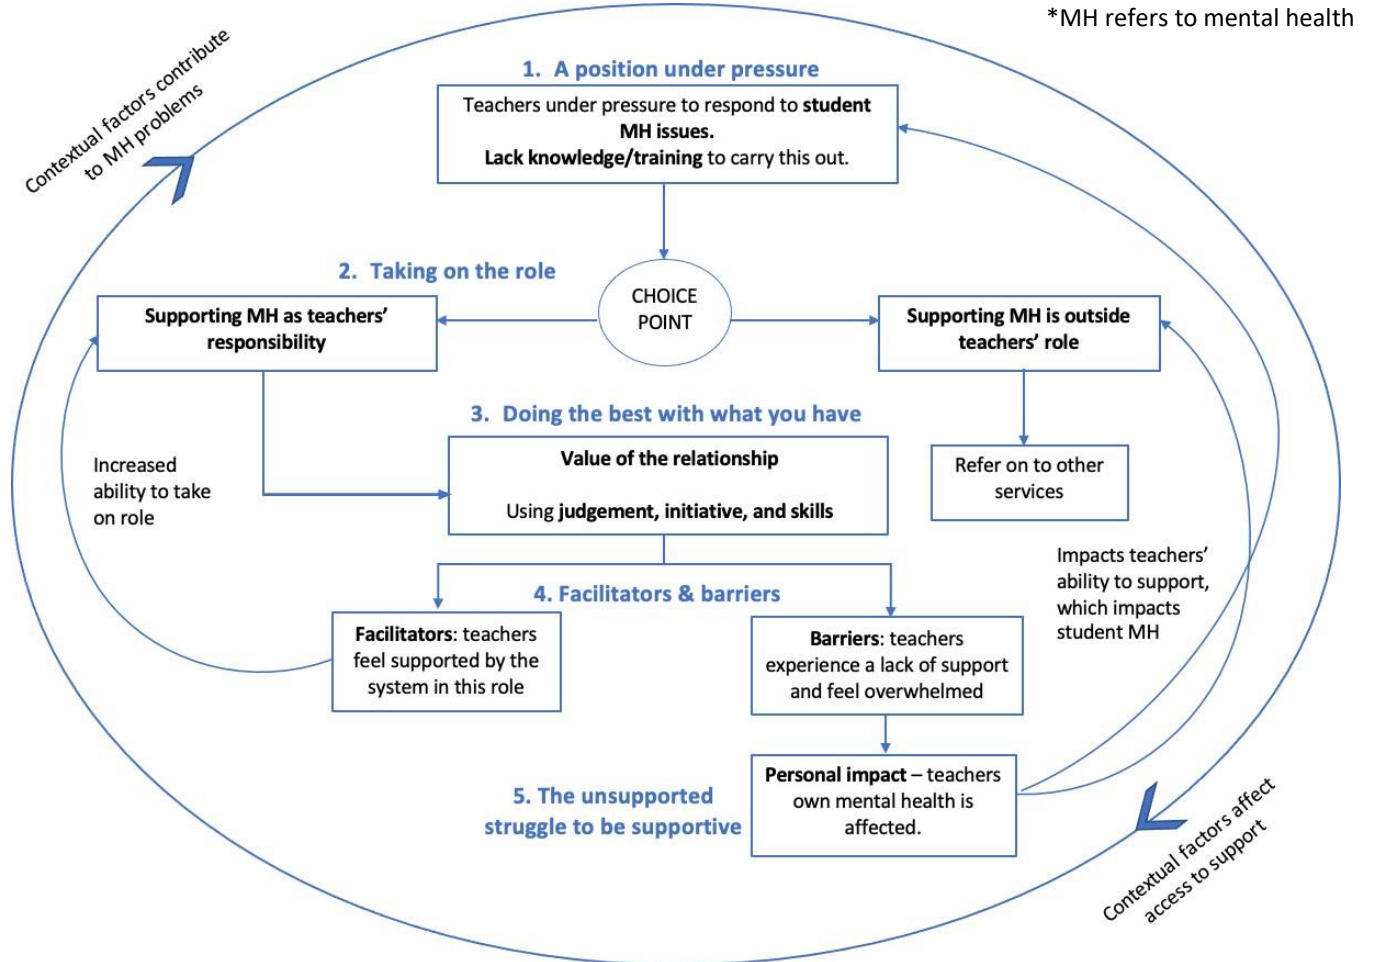 *MH refers to mental health
Contextual factors contribute
to MH problems
1. A position under pressure
Teachers under pressure to respond to student
MH issues.
Lack knowledge/training to carry this out.
2. Taking on the role
CHOICE
POINT
Supporting MH as teachers’
responsibility
Supporting MH is outside
teachers’ role
3. Doing the best with what you have
Value of the relationship
Using judgement, initiative, and skills
Refer on to other
services
Increased
ability to take
on role
Impacts teachers’
ability to support,
which impacts
student MH
4. Facilitators & barriers
Facilitators: teachers
feel supported by the
system in this role
Barriers: teachers
experience a lack of support
and feel overwhelmed
5. The unsupported
struggle to be supportive
Personal impact – teachers
own mental health is
affected.
Contextual factors affect
access to support